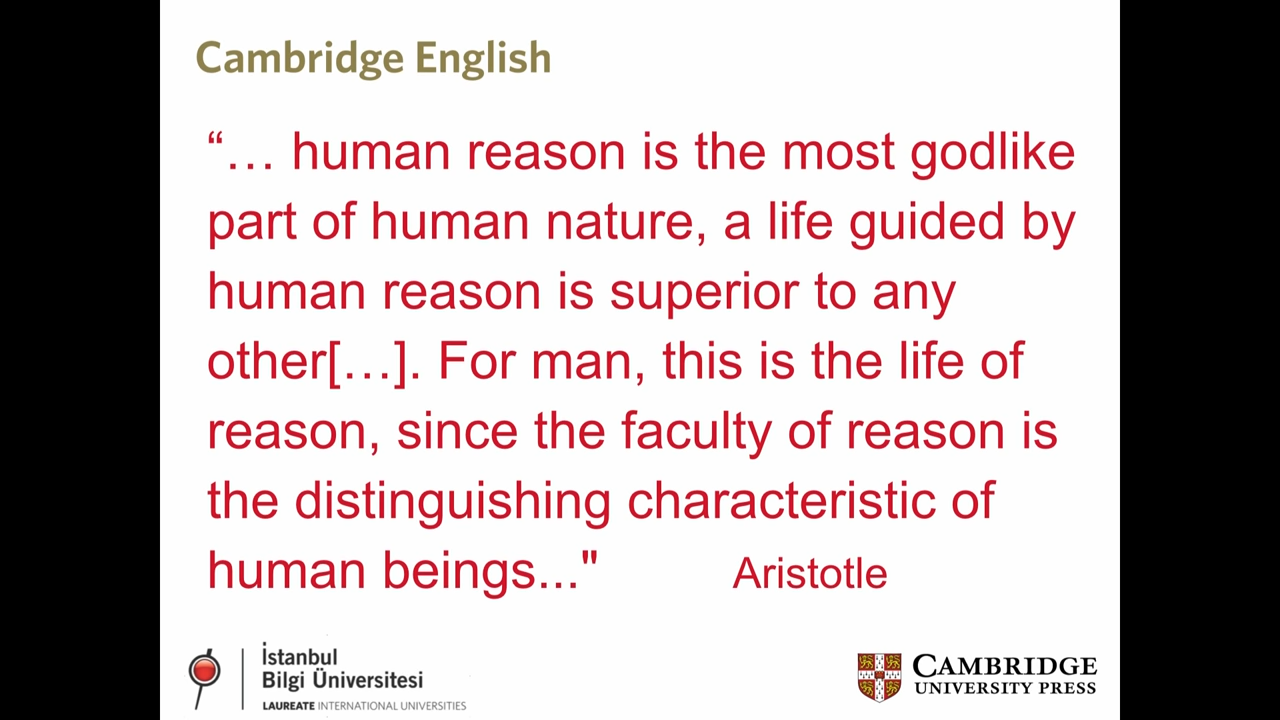 Cambridge English
“… human reason is the most godlike
part of human nature, a life guided by
human reason is superior to any
other[…]. For man, this is the life of
reason, since the faculty of reason is
the distinguishing characteristic of
human beings..."
Aristotle
İstanbul
Bilgi Üniversitesi
LAUREATE INTERNATIONAL UNIVERSITIES
CAMBRIDGE
UNIVERSITY PRESS